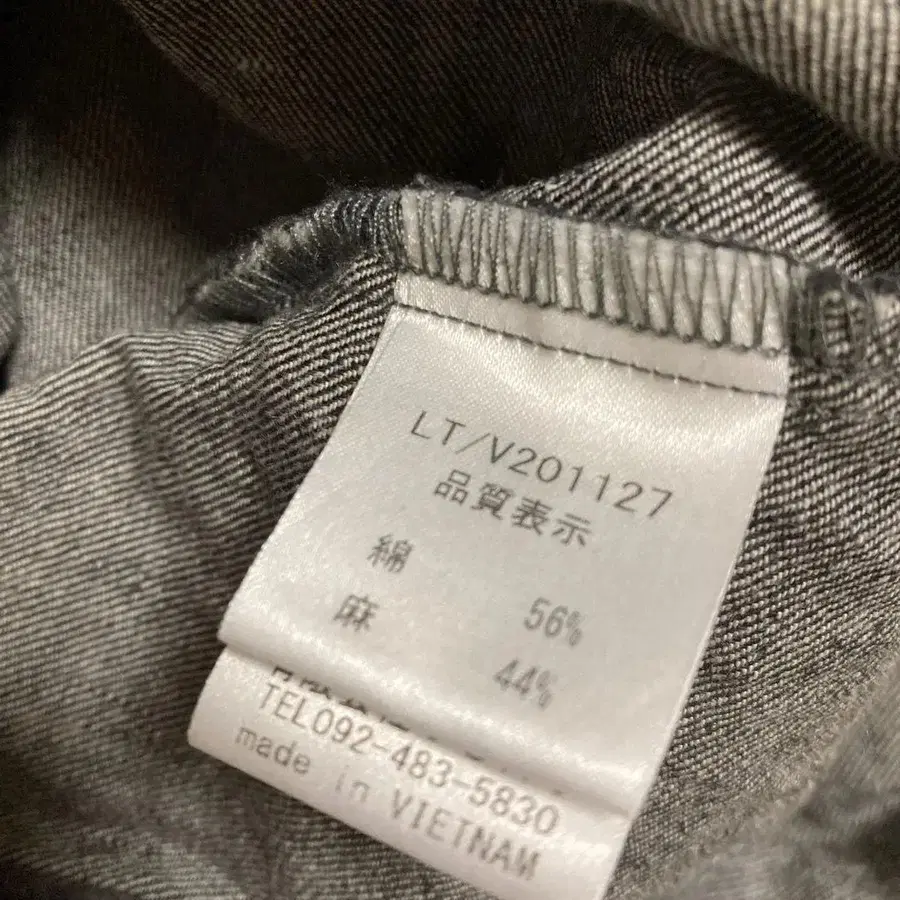 LT/V201127
品質表示
綿 56%
麻 44%
TEL092-483-5830
made in VIETNAM